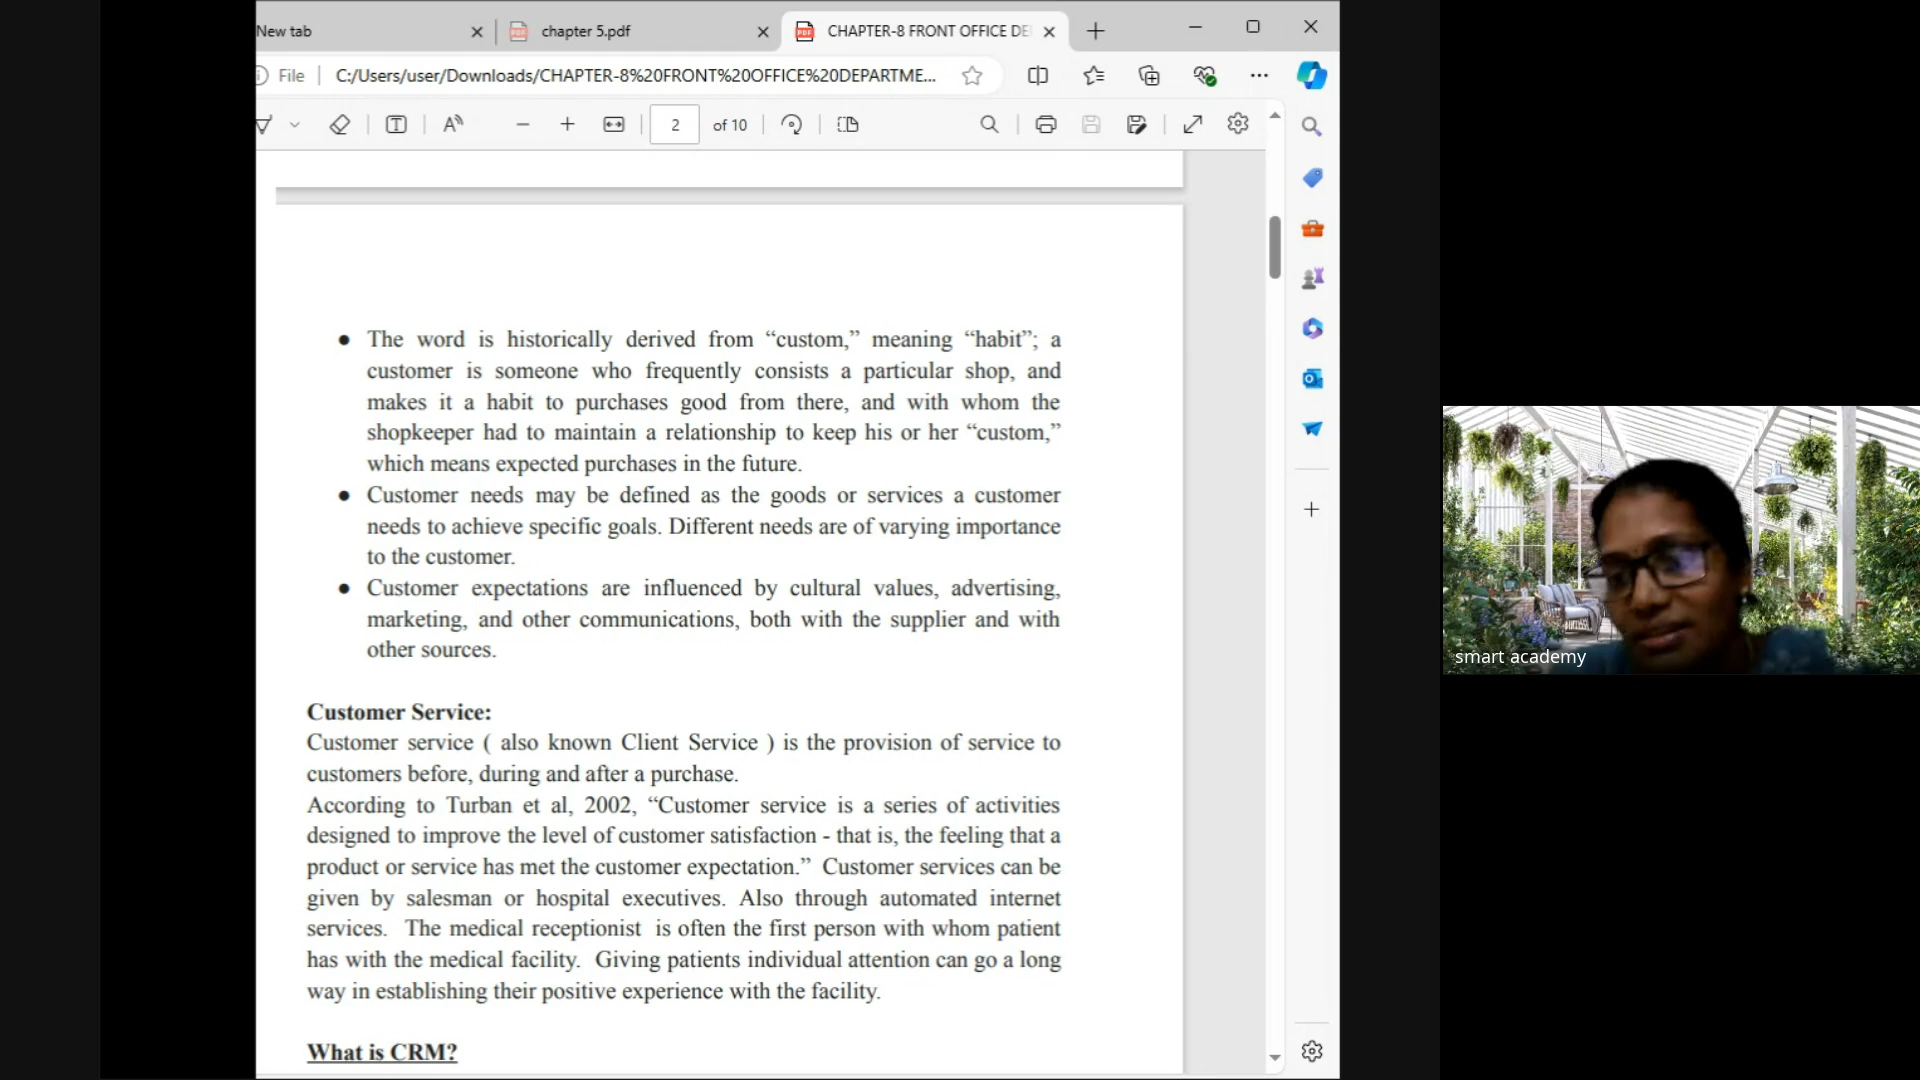 New tab
chapter 5.pdf
CHAPTER-8 FRONT OFFICE DE
File
C:/Users/user/Downloads/CHAPTER-8%20FRONT%20OFFICE%20DEPARTME...
2 of 10
● The word is historically derived from “custom,” meaning “habit”; a
customer is someone who frequently consists a particular shop, and
makes it a habit to purchases good from there, and with whom the
shopkeeper had to maintain a relationship to keep his or her “custom,”
which means expected purchases in the future.
● Customer needs may be defined as the goods or services a customer
needs to achieve specific goals. Different needs are of varying importance
to the customer.
● Customer expectations are influenced by cultural values, advertising,
marketing, and other communications, both with the supplier and with
other sources.
Customer Service:
Customer service ( also known Client Service ) is the provision of service to
customers before, during and after a purchase.
According to Turban et al, 2002, “Customer service is a series of activities
designed to improve the level of customer satisfaction - that is, the feeling that a
product or service has met the customer expectation.” Customer services can be
given by salesman or hospital executives. Also through automated internet
services. The medical receptionist is often the first person with whom patient
has with the medical facility. Giving patients individual attention can go a long
way in establishing their positive experience with the facility.
What is CRM?
smart academy